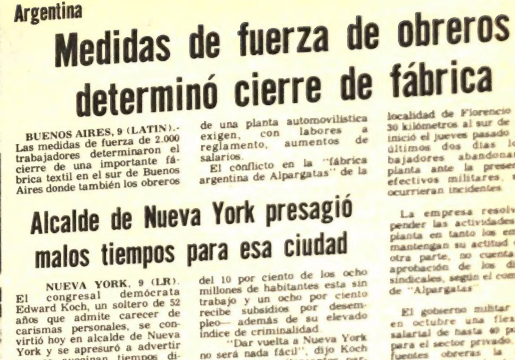 Argentina
Medidas de fuerza de obreros
determinó cierre de fábrica
BUENOS AIRES, 9 (LATIN).-
Las medidas de fuerza de 2.000
trabajadores determinaron el
cierre de una importante fá-
brica textil en el sur de Buenos
Aires donde también los obreros
de una planta automovilística
exigen, con labores a
reglamento, aumentos de
salarios.
El conflicto en la "fábrica
argentina de Alpargatas" de la
localidad de Florencio
30 kilómetros al sur de
inició el jueves pasado
últimos dos días lo
bajadores abandonar
planta ante la prese
efectivos militares,
ocurrieran incidentes
La empresa resolv
pender las actividades
planta en tanto los em
mantengan su actitud
otra parte, no cuenta
aprobación de los di
sindicales, según el com
de "Alpargatas"
El gobierno militar
en octubre una flex
salarial de hasta 40 p
para el sector privado
fuentes obreras la
Alcalde de Nueva York presagió
malos tiempos para esa ciudad
NUEVA YORK, 9 (LR).
El congresal demócrata
Edward Koch, un soltero de 52
años que admite carecer de
carismas personales, se con-
virtió hoy en alcalde de Nueva
York y se apresuró a advertir
tiempos di-
del 10 por ciento de los ocho
millones de habitantes esta sin
trabajo y un ocho por ciento
recibe subsidios por desem-
pleo— además de su elevado
índice de criminalidad.
"Dar vuelta a Nueva York
no será nada fácil", dijo Koch